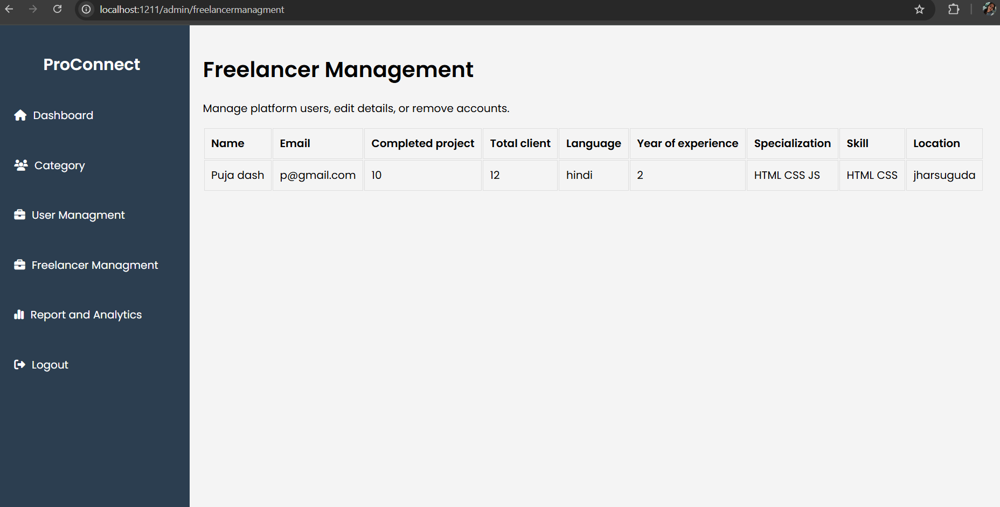 localhost:1211/admin/freelancermanagment
ProConnect
Dashboard
Category
User Managment
Freelancer Managment
Report and Analytics
Logout
Freelancer Management
Manage platform users, edit details, or remove accounts.
Name Email Completed project Total client Language Year of experience Specialization Skill Location
Puja dash p@gmail.com 10 12 hindi 2 HTML CSS JS HTML CSS jharsuguda